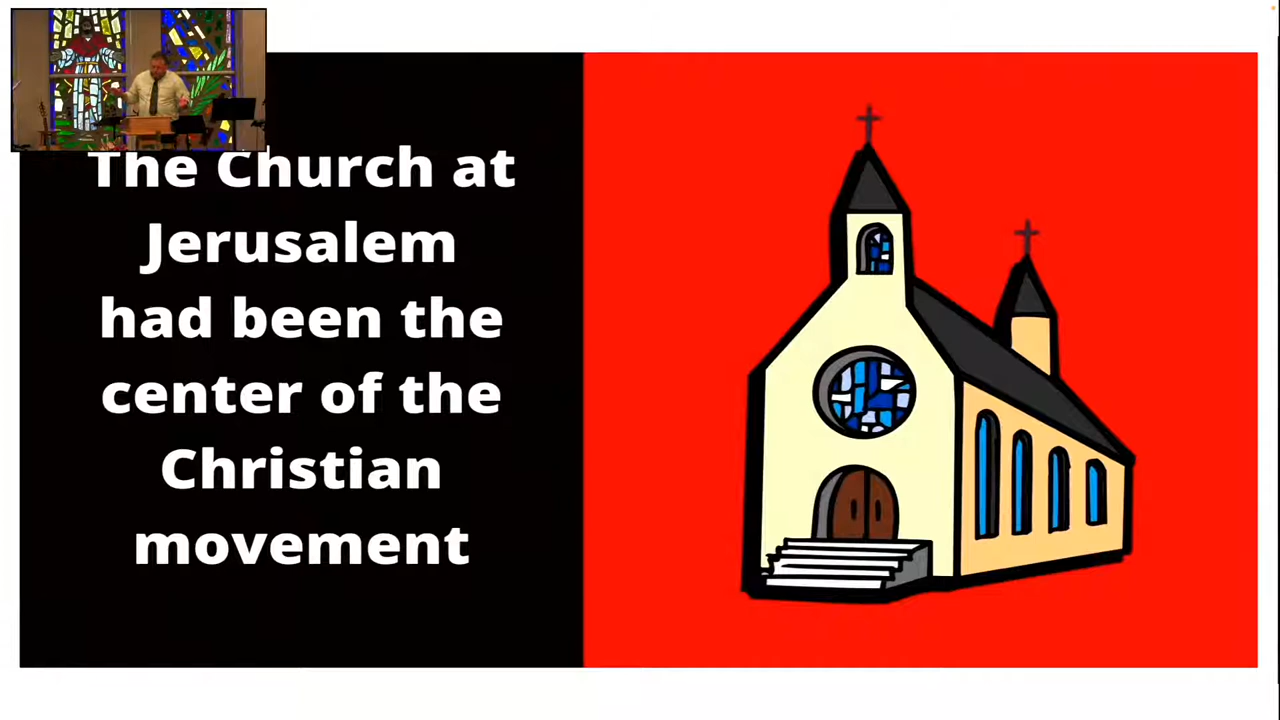 The Church at
Jerusalem
had been the
center of the
Christian
movement